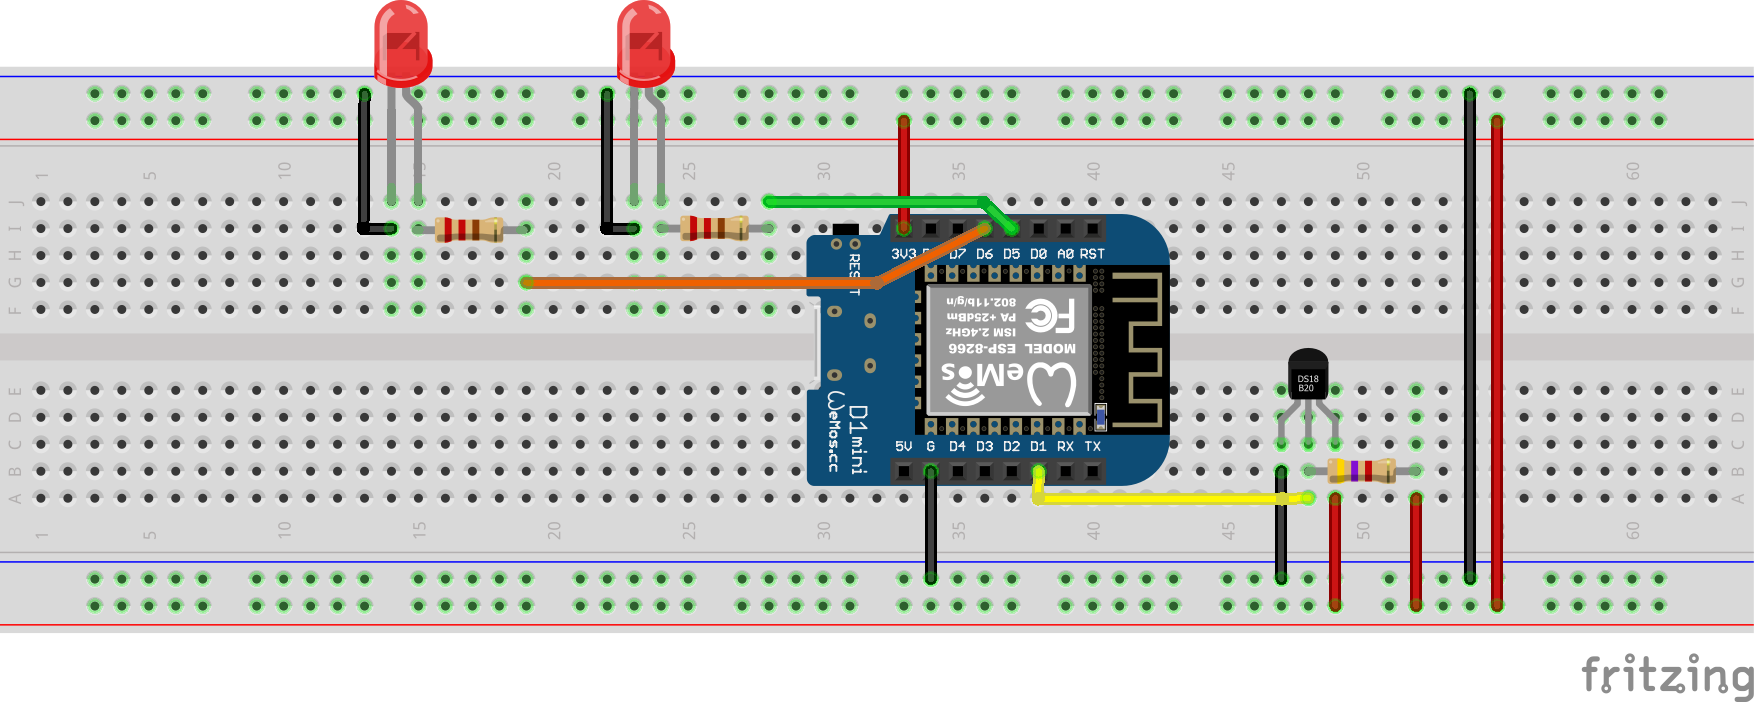 1 5 10 15 20 25 30 35 40 45 50 55 60
J J
I I
H H
G G
F F
3V3 D7 D6 D5 D0 A0 RST
RESET
802.11b/g/n
PA +25dBm
ISM 2.4GHz
MODEL ESP-8266
FC
WeMos
DS18
B20
E E
D D
C C
B B
A A
D1 mini
WeMos.cc
5V G D4 D3 D2 D1 RX TX
1 5 10 15 20 25 30 35 40 45 50 55 60
fritzing